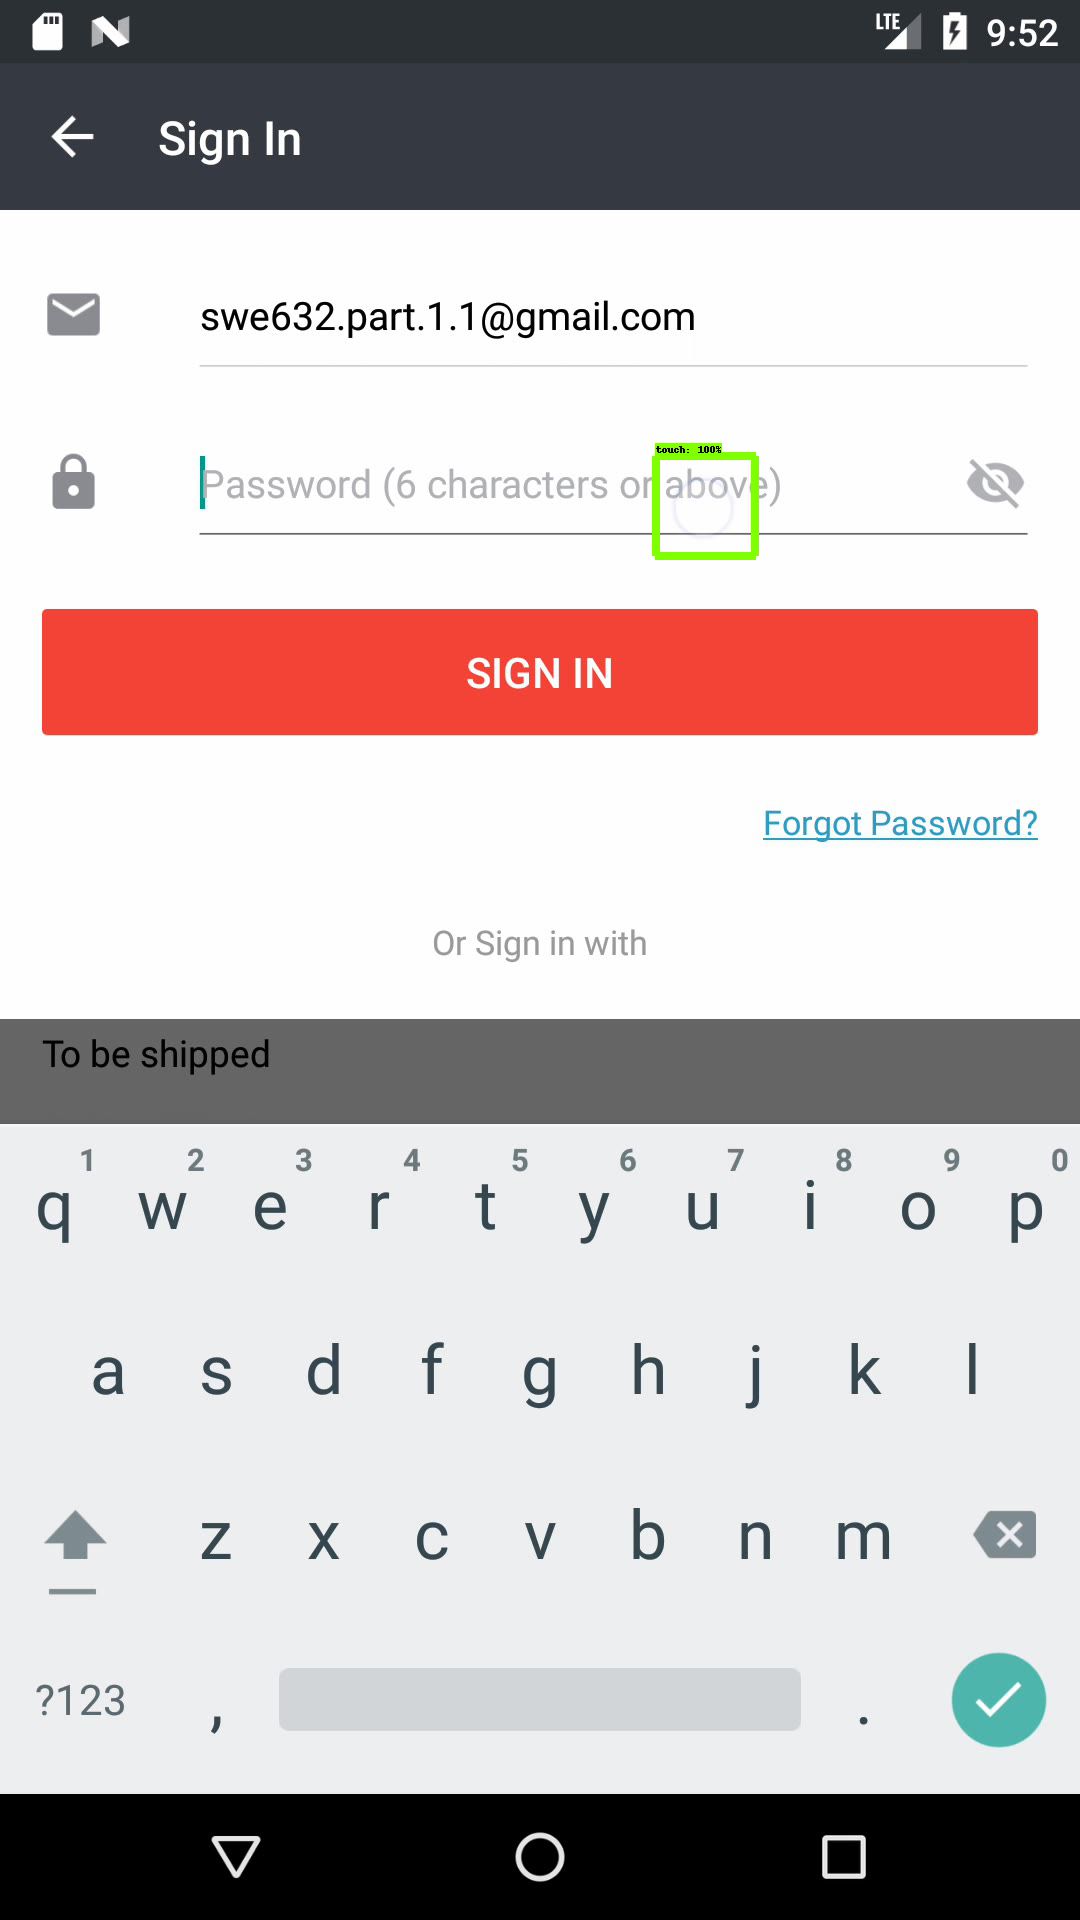 LTE 9:52
Sign In
swe632.part.1.1@gmail.com
touch: 100%
Password (6 characters or above)
SIGN IN
Forgot Password?
Or Sign in with
To be shipped
1 2 3 4 5 6 7 8 9 0
q w e r t y u i o p
a s d f g h j k l
z x c v b n m
?123 , .